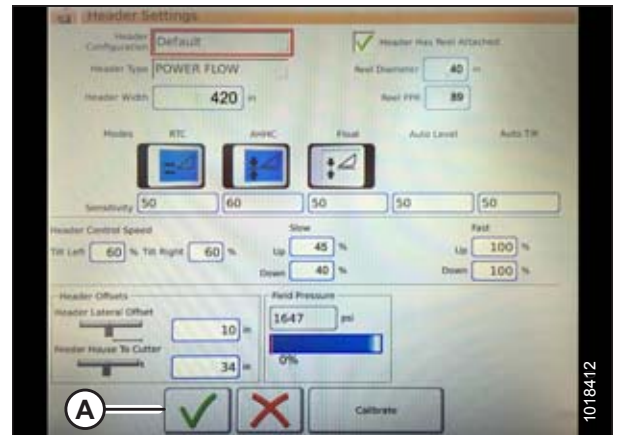 Header Settings
Header Configuration Default
Header Has Reel Attached
Header Type POWER FLOW
Reel Diameter 40 in
Header Width 420 in
Reel PPR 89
Modes RTC AHHC Float Auto Level Auto Tilt
Sensitivity 50 60 50 50 50
Header Control Speed
Slow Fast
Tilt Left 60 % Tilt Right 60 % Up 45 % Up 100 %
Down 40 % Down 100 %
Header Offsets
Field Pressure
Header Lateral Offset
10 in
1647 psi
Feeder House To Cutter
34 in
0%
A
Calibrate
1018412